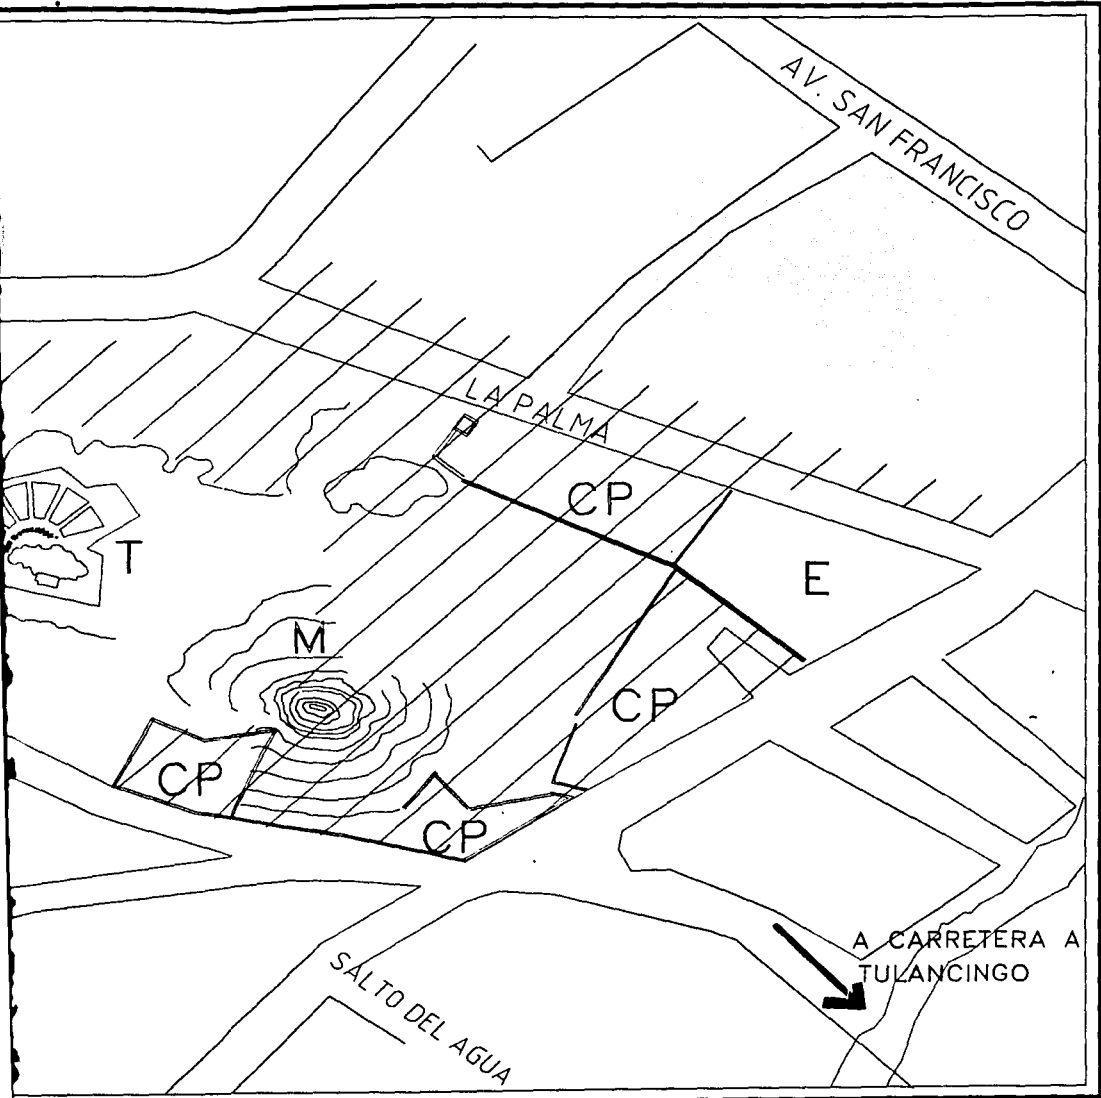 AV. SAN FRANCISCO
LA PALMA
CP
E
T
M
CP
CP
CP
A CARRETERA A
TULANCINGO
SALTO DEL AGUA